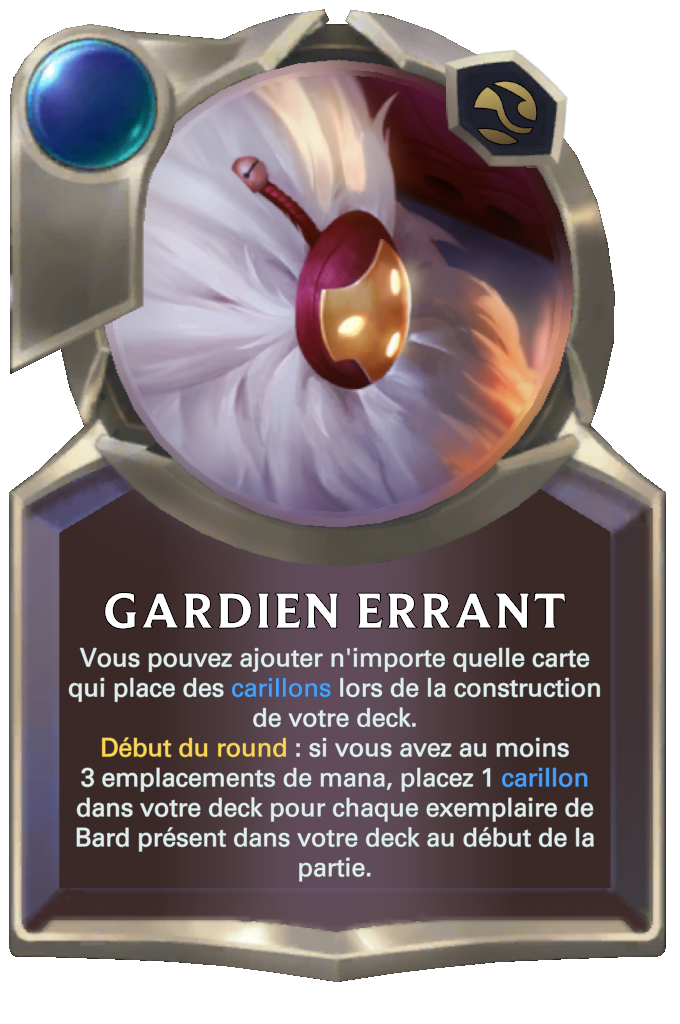 GARDIEN ERRANT
Vous pouvez ajouter n'importe quelle carte
qui place des carillons lors de la construction
de votre deck.
Début du round : si vous avez au moins
3 emplacements de mana, placez 1 carillon
dans votre deck pour chaque exemplaire de
Bard présent dans votre deck au début de la
partie.